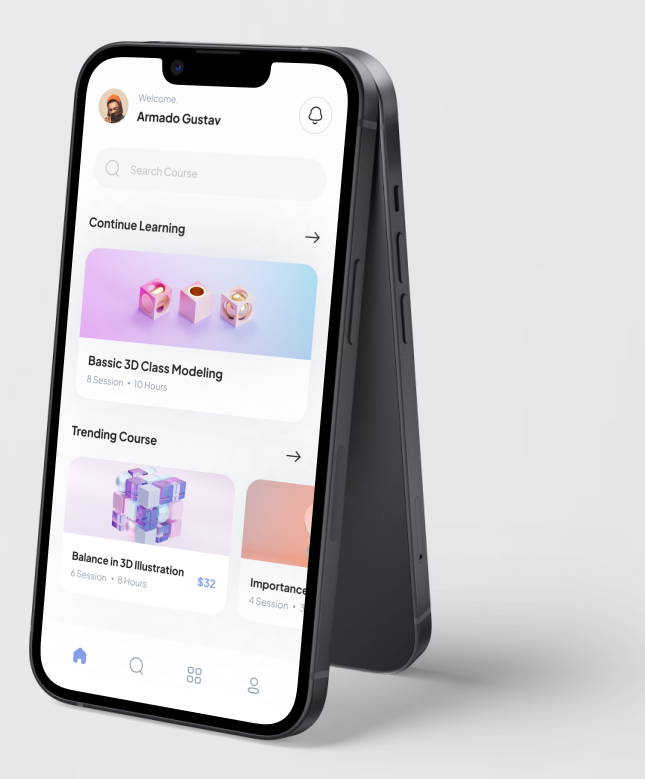 Welcome,
Armado Gustav
Search Course
Continue Learning
Bassic 3D Class Modeling
8 Session • 10 Hours
Trending Course
Balance in 3D Illustration
6 Session • 8 Hours
$32
Importance
4 Session • 3